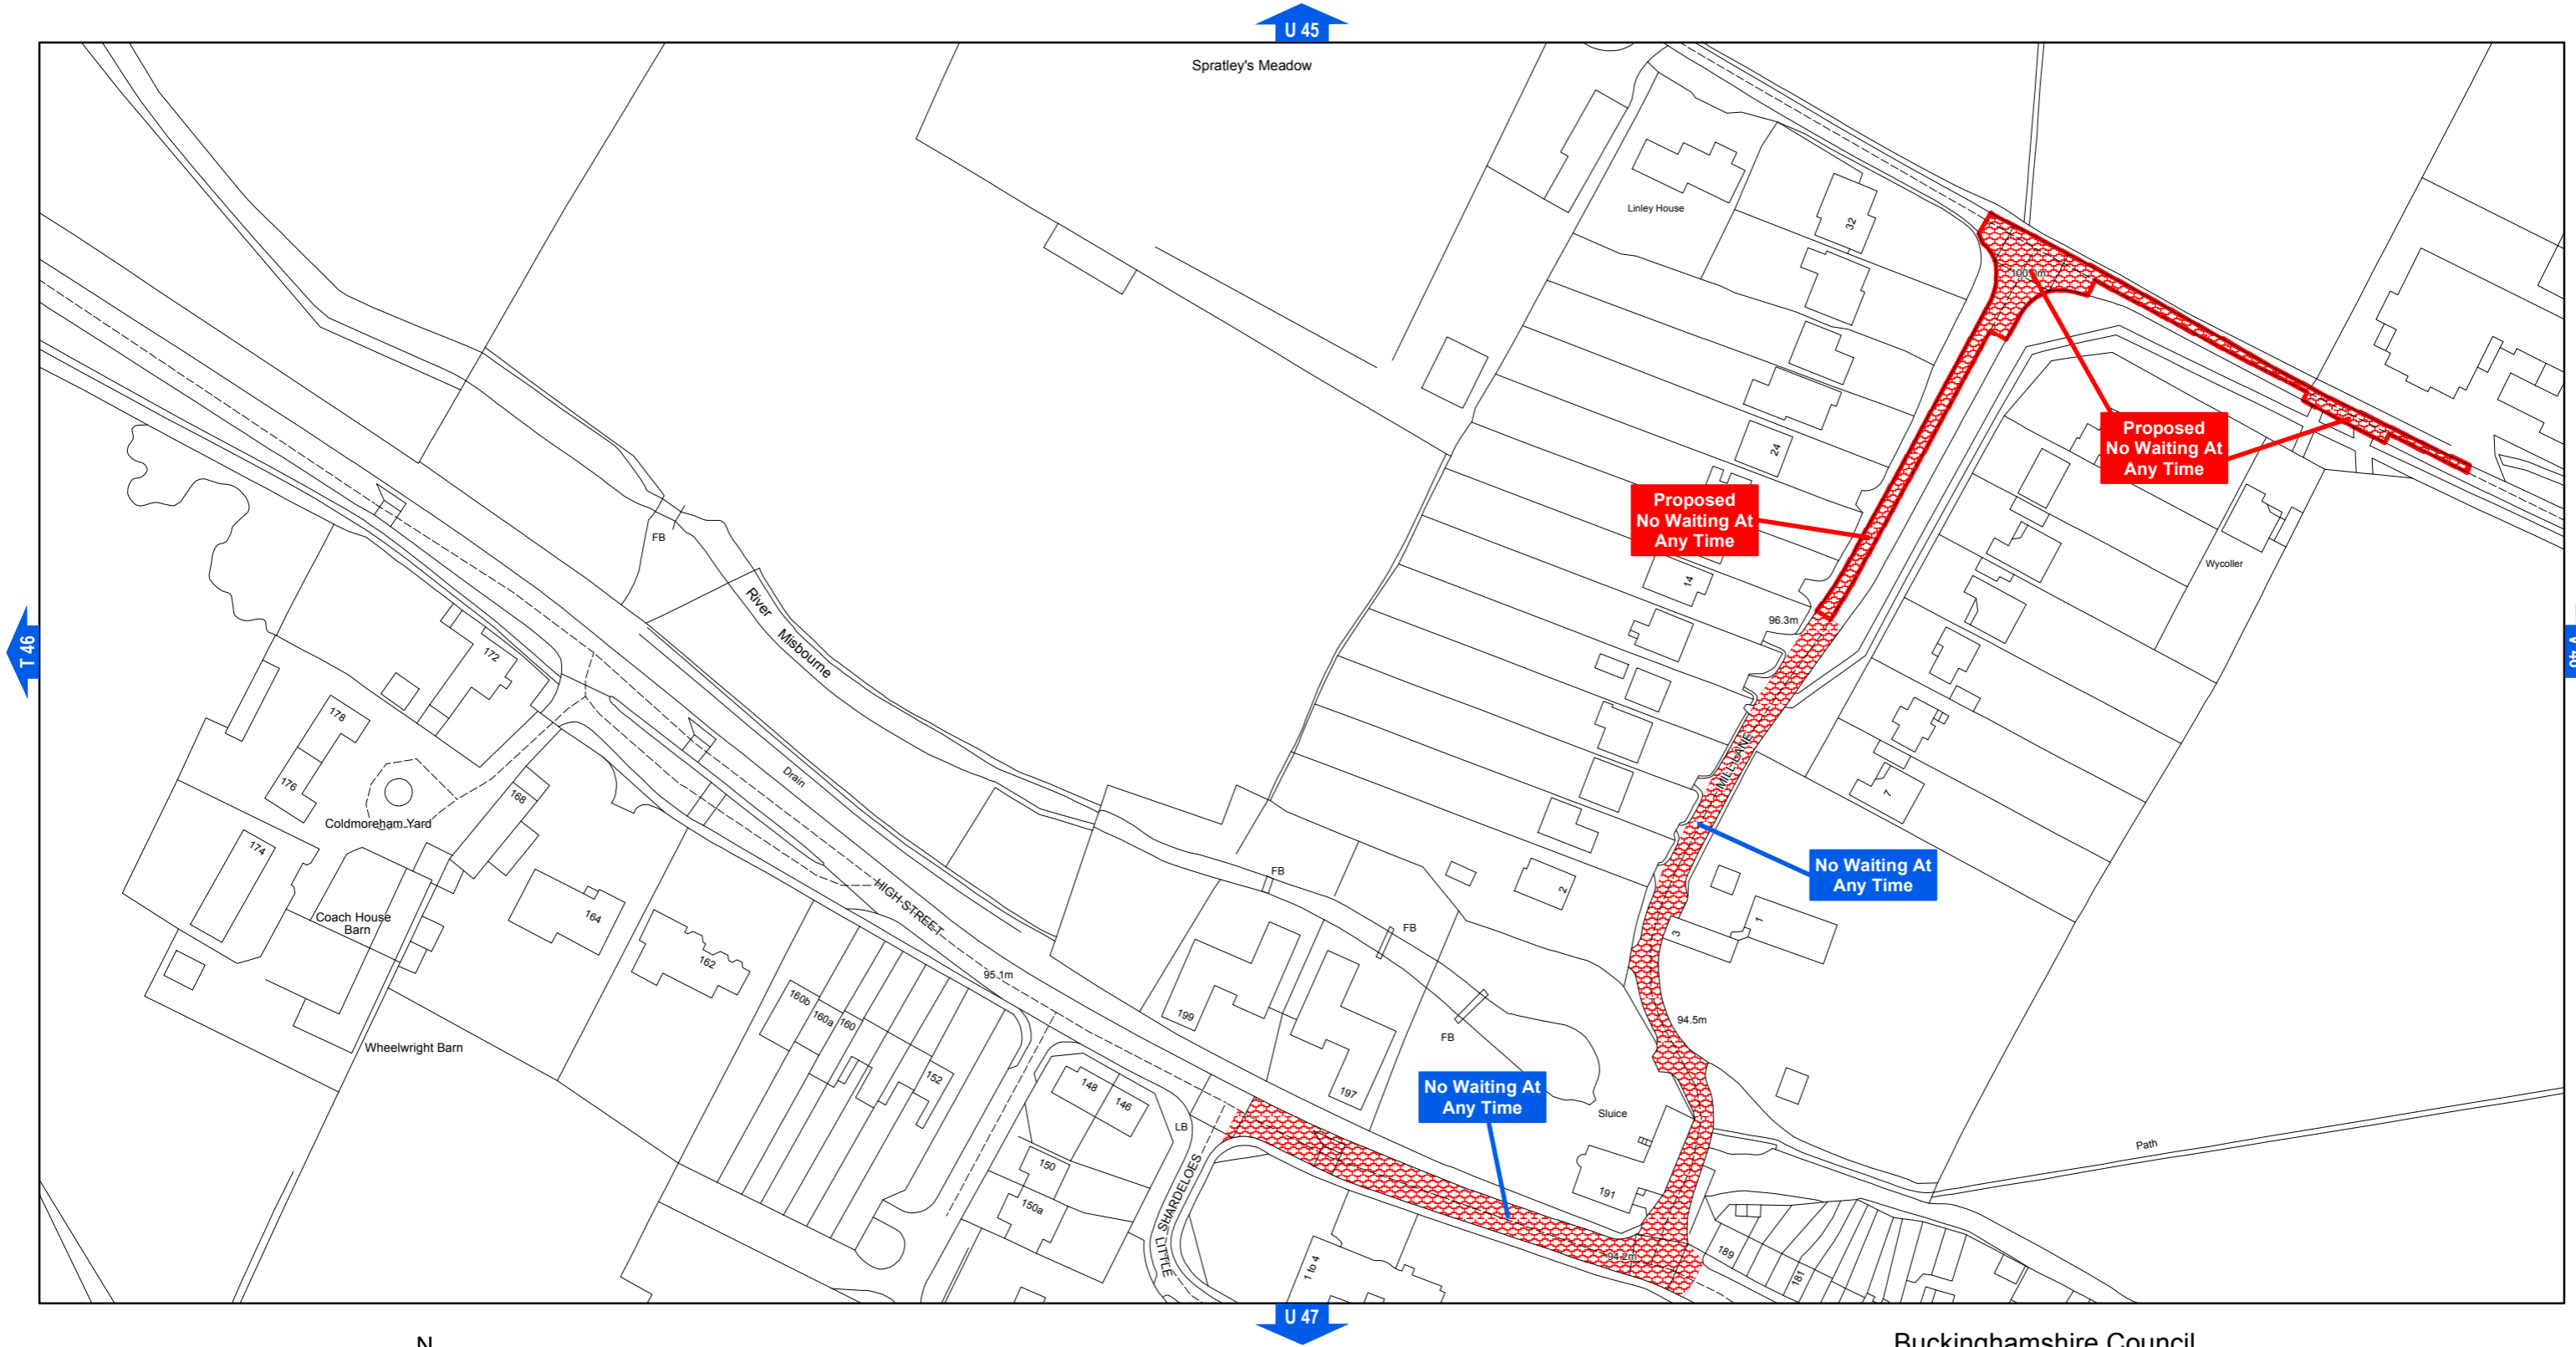 U 45
Spratley's Meadow
Linley House
32
100.0m
Proposed
No Waiting At
Any Time
24
Proposed
No Waiting At
Any Time
14
FB
Wycoller
River Misbourne
96.3m
T 46
172
178
176
168
Drain
MILL LANE
7
Coldmoreham Yard
174
No Waiting At
Any Time
FB
2
HIGH STREET
Coach House
Barn
164
162
FB
1
3
95.1m
160b
160a
160
199
94.5m
FB
Wheelwright Barn
152
148
146
197
No Waiting At
Any Time
Sluice
LB
Path
150
150a
191
LITTLE SHARDELOES
94.2m
1 to 4
189
181
U 47
N
Buckinghamshire Council